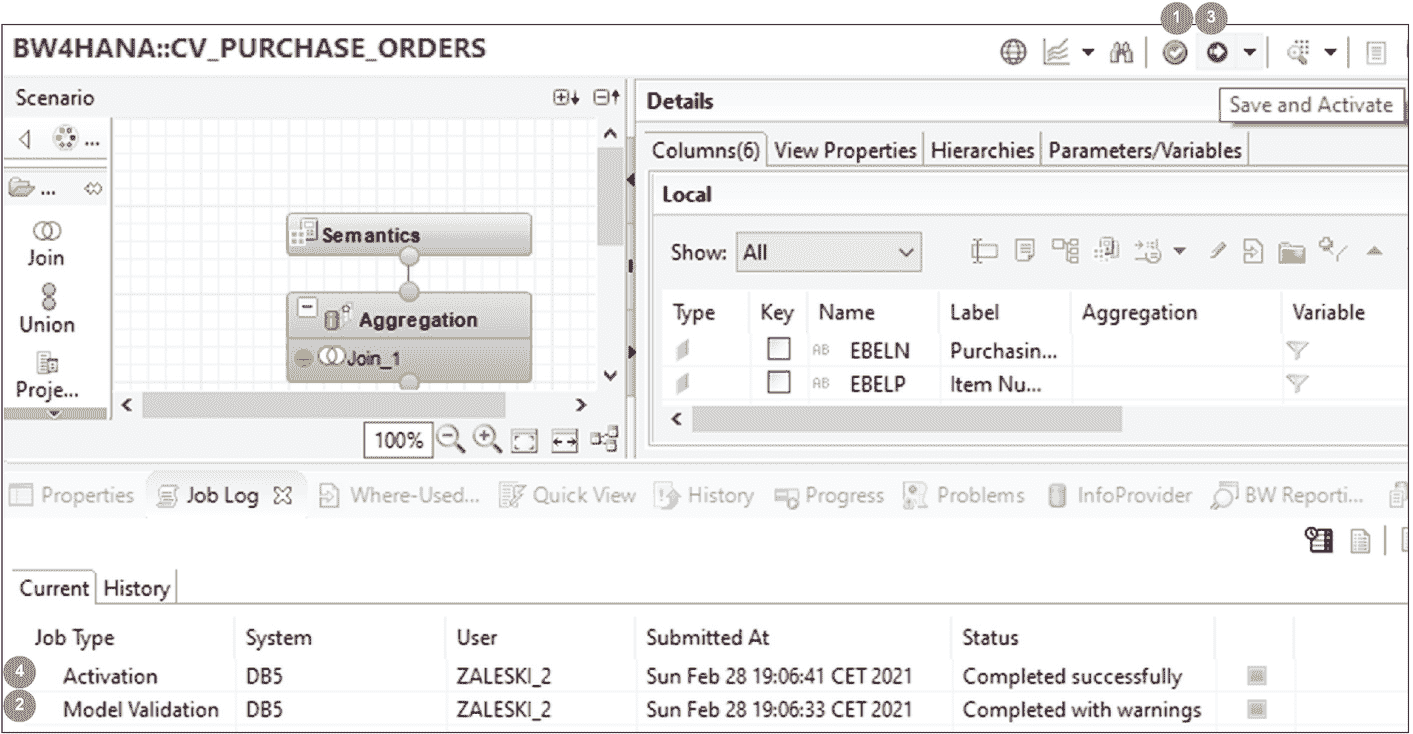 1 3
BW4HANA::CV_PURCHASE_ORDERS
Scenario
Details
Save and Activate
...
Columns(6) View Properties Hierarchies Parameters/Variables
...
Local
Join
Semantics
Show: All
Union
Aggregation
Type Key Name Label Aggregation Variable
Join_1
AB EBELN Purchasin...
Proje...
AB EBELP Item Nu...
100%
Properties Job Log Where-Used... Quick View History Progress Problems InfoProvider BW Reporti...
Current History
Job Type System User Submitted At Status
4 Activation DB5 ZALESKI_2 Sun Feb 28 19:06:41 CET 2021 Completed successfully
2 Model Validation DB5 ZALESKI_2 Sun Feb 28 19:06:33 CET 2021 Completed with warnings